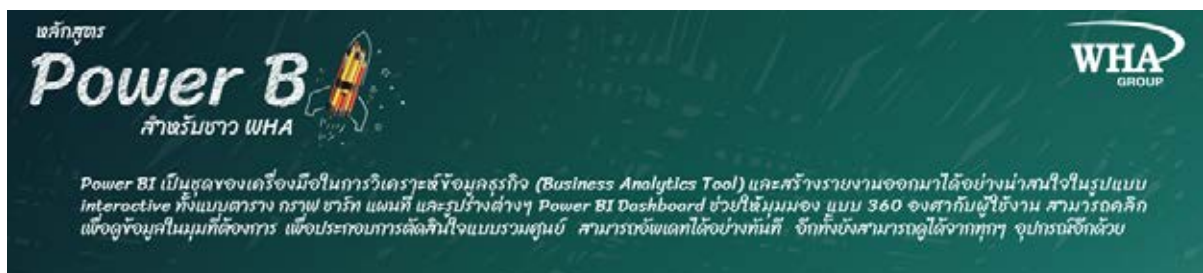 หลักสูตร
Power B
สำหรับชาว WHA
WHA
GROUP
Power BI เป็นชุดของเครื่องมือในการวิเคราะห์ข้อมูลธุรกิจ (Business Analytics Tool) และสร้างรายงานออกมาได้อย่างน่าสนใจในรูปแบบ
interactive ทั้งแบบตาราง กราฟ ชาร์ท แผนที่ และรูปร่างต่างๆ Power BI Dashboard ช่วยให้มุมมอง แบบ 360 องศากับผู้ใช้งาน สามารถคลิก
เพื่อดูข้อมูลในมุมที่ต้องการ เพื่อประกอบการตัดสินใจแบบรวมศูนย์ สามารถอัพเดทได้อย่างทันที อีกทั้งยังสามารถดูได้จากทุกๆ อุปกรณ์อีกด้วย